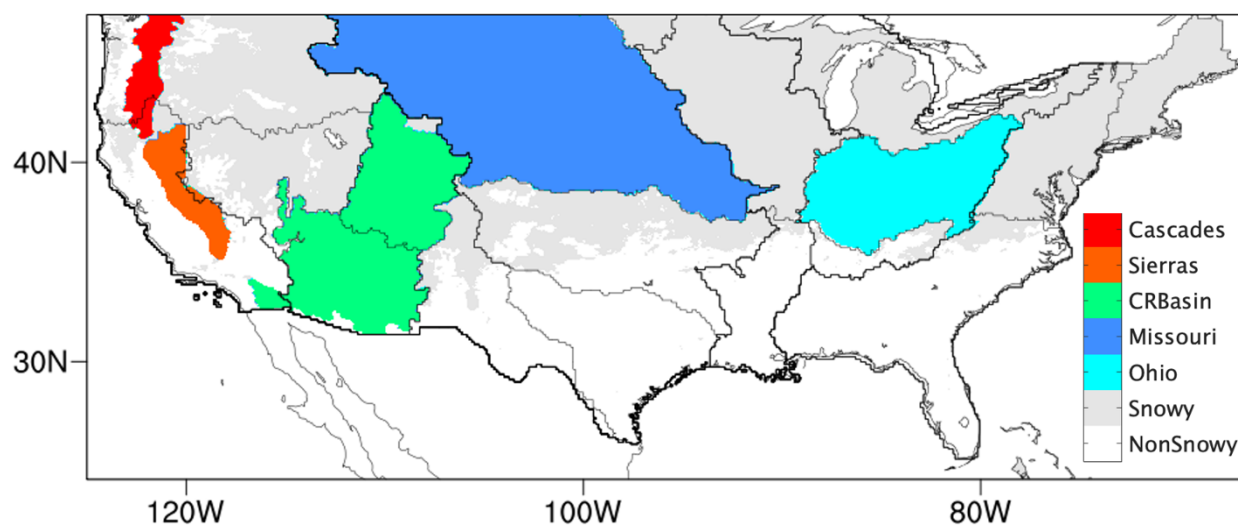 40N
30N
120W
100W
80W
Cascades
Sierras
CRBasin
Missouri
Ohio
Snowy
NonSnowy